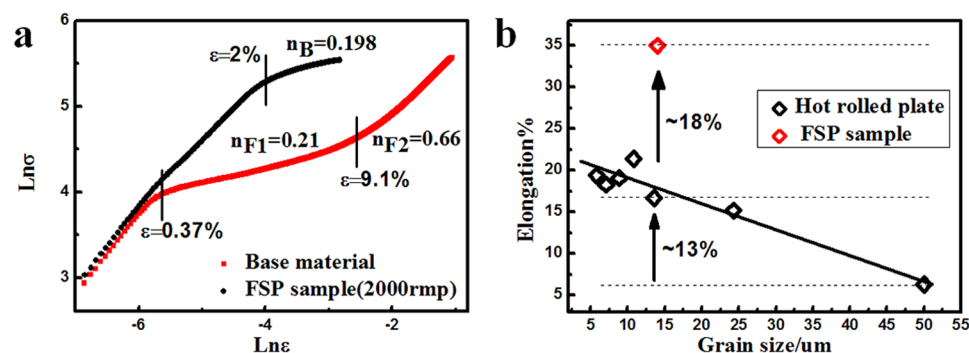 a
6
5
4
3
-6
-4
-2
Lnσ
Lnε
ε=2%
nB=0.198
nF1=0.21
nF2=0.66
ε=9.1%
ε=0.37%
Base material
FSP sample(2000rmp)
b
35
30
25
20
15
10
5
5
10
15
20
25
30
35
40
45
50
55
Elongation%
Grain size/um
Hot rolled plate
FSP sample
~18%
~13%